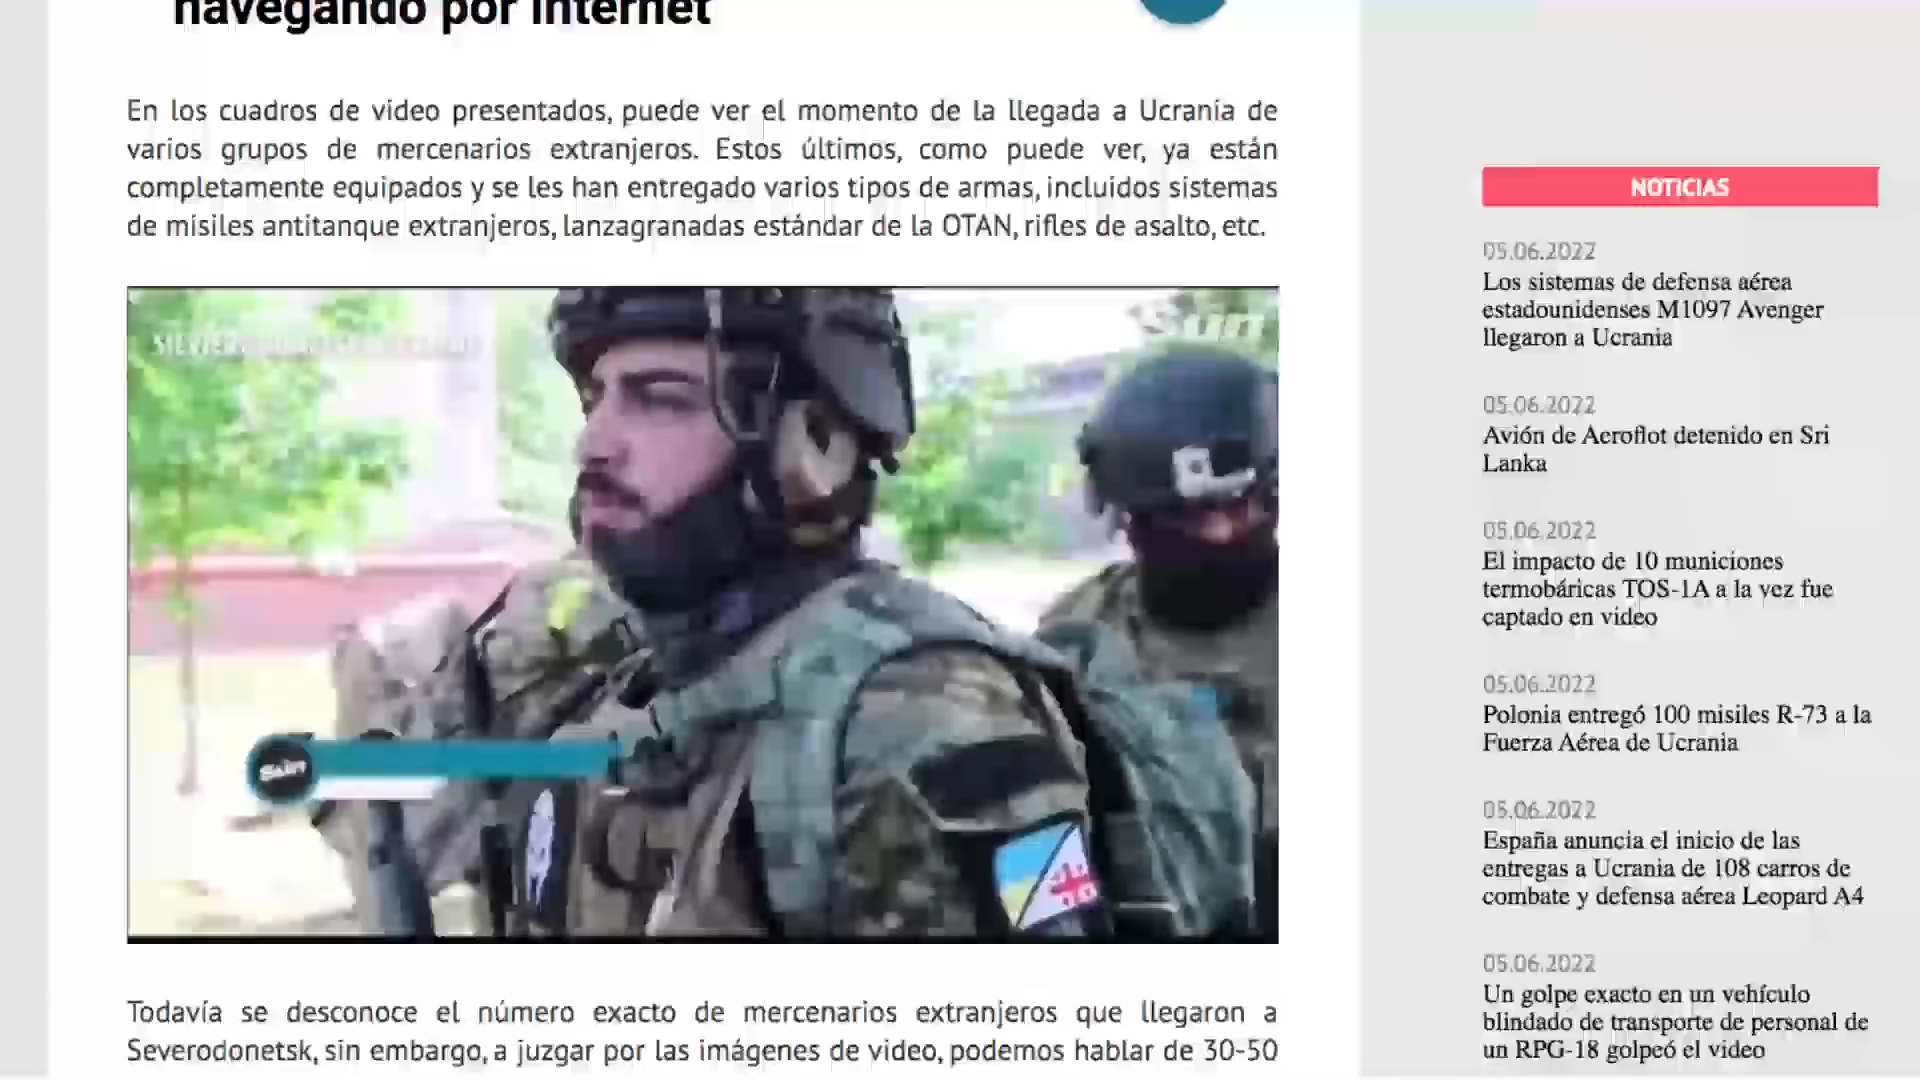 navegando por Internet
En los cuadros de video presentados, puede ver el momento de la llegada a Ucrania de
varios grupos de mercenarios extranjeros. Estos últimos, como puede ver, ya están
completamente equipados y se les han entregado varios tipos de armas, incluidos sistemas
de misiles antitanque extranjeros, lanzagranadas estándar de la OTAN, rifles de asalto, etc.
Sun
Sun
Todavía se desconoce el número exacto de mercenarios extranjeros que llegaron a
Severodonetsk, sin embargo, a juzgar por las imágenes de video, podemos hablar de 30-50
NOTICIAS
05.06.2022
Los sistemas de defensa aérea
estadounidenses M1097 Avenger
llegaron a Ucrania
05.06.2022
Avión de Aeroflot detenido en Sri
Lanka
05.06.2022
El impacto de 10 municiones
termobáricas TOS-1A a la vez fue
captado en video
05.06.2022
Polonia entregó 100 misiles R-73 a la
Fuerza Aérea de Ucrania
05.06.2022
España anuncia el inicio de las
entregas a Ucrania de 108 carros de
combate y defensa aérea Leopard A4
05.06.2022
Un golpe exacto en un vehículo
blindado de transporte de personal de
un RPG-18 golpeó el video